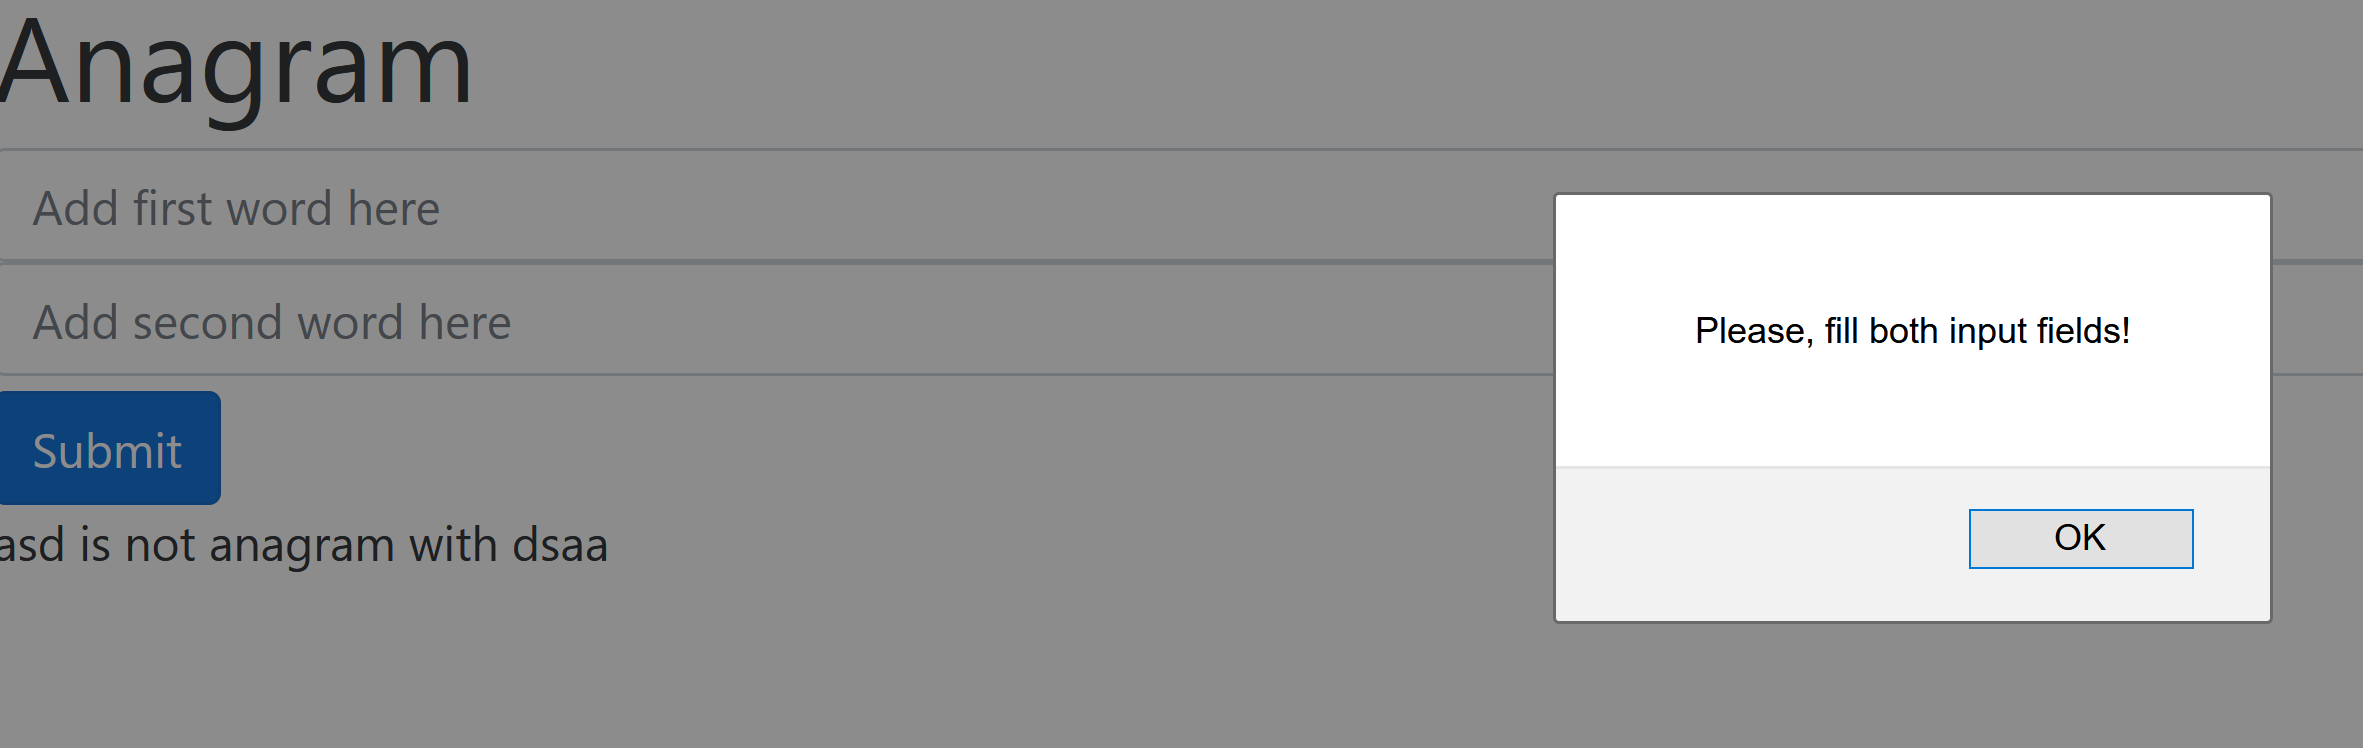 Anagram
Add first word here
Add second word here
Submit
asd is not anagram with dsaa
Please, fill both input fields!
OK